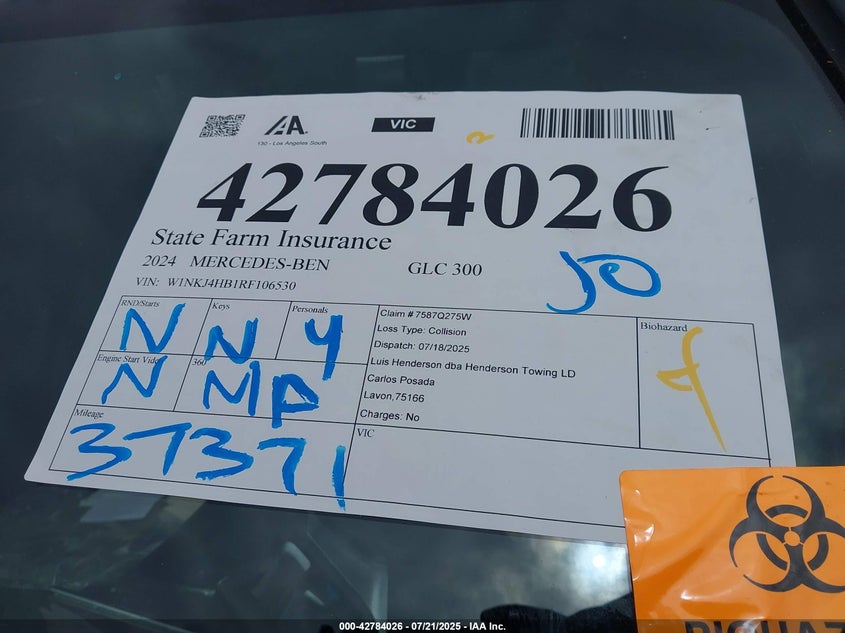 IAA
130 - Los Angeles South
VIC
42784026
State Farm Insurance
2024 MERCEDES-BEN GLC 300
JO
VIN: W1NKJ4HB1RF106530
RND/Starts
N
Keys
N
Personals
Y
Claim # 7587Q275W
Loss Type: Collision
Dispatch: 07/18/2025
Luis Henderson dba Henderson Towing LD
Carlos Posada
Lavon,75166
Charges: No
Biohazard
Engine Start Video
N
360
MP
Mileage
37371
VIC
BIOHAZ
000-42784026 - 07/21/2025 - IAA Inc.